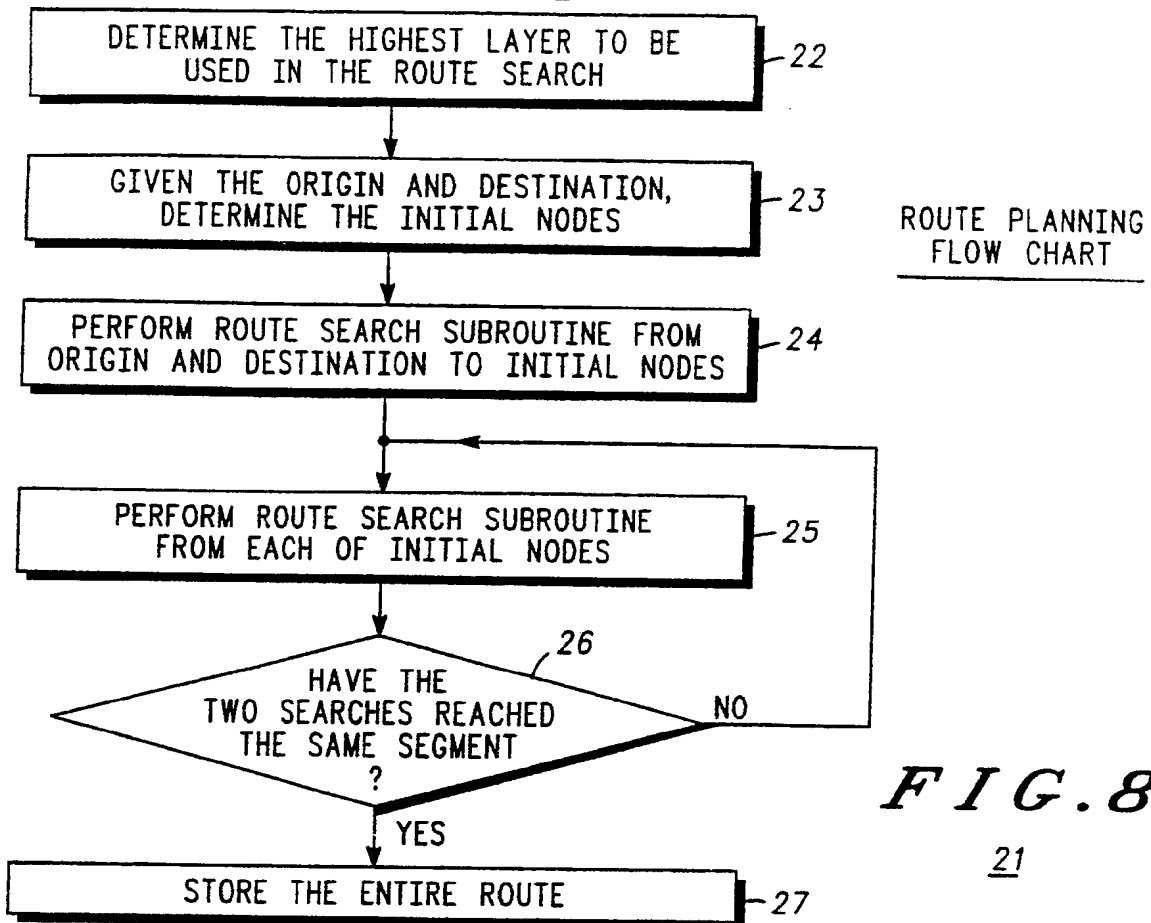 DETERMINE THE HIGHEST LAYER TO BE
USED IN THE ROUTE SEARCH
22
GIVEN THE ORIGIN AND DESTINATION,
DETERMINE THE INITIAL NODES
23
ROUTE PLANNING
FLOW CHART
PERFORM ROUTE SEARCH SUBROUTINE FROM
ORIGIN AND DESTINATION TO INITIAL NODES
24
PERFORM ROUTE SEARCH SUBROUTINE
FROM EACH OF INITIAL NODES
25
26
HAVE THE
TWO SEARCHES REACHED
THE SAME SEGMENT
?
NO
YES
FIG.8
21
STORE THE ENTIRE ROUTE
27